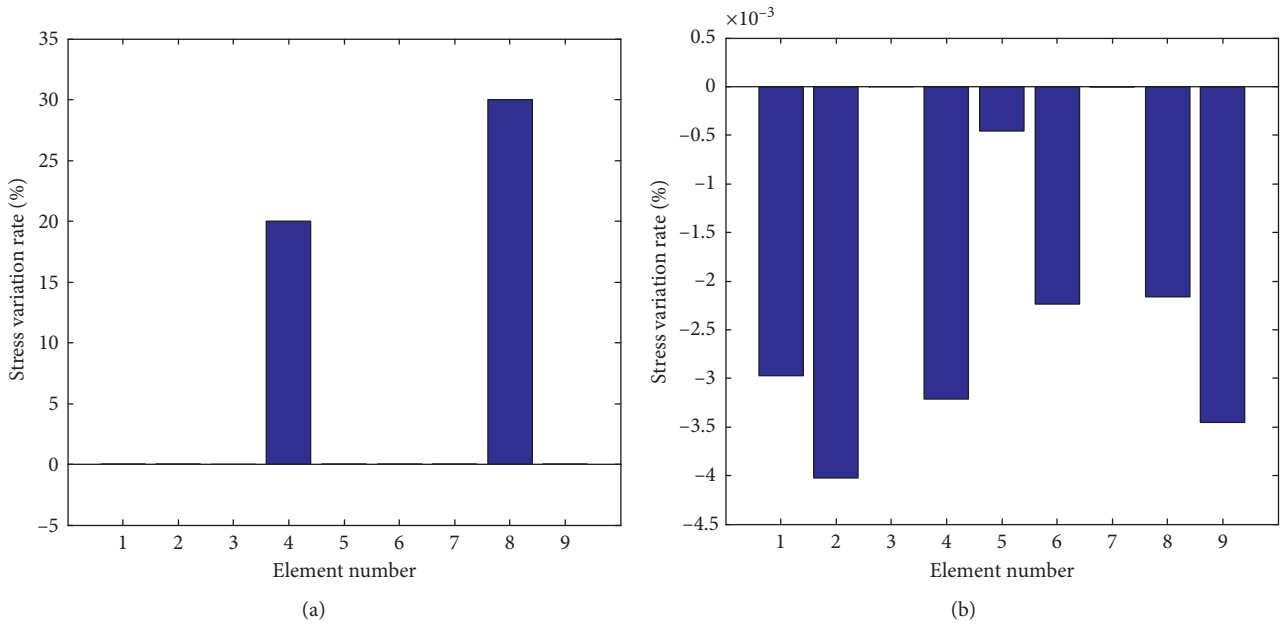 35
30
25
20
15
10
5
0
−5
Stress variation rate (%)
1 2 3 4 5 6 7 8 9
Element number
(a)
×10⁻³
0.5
0
−0.5
−1
−1.5
−2
−2.5
−3
−3.5
−4
−4.5
Stress variation rate (%)
1 2 3 4 5 6 7 8 9
Element number
(b)